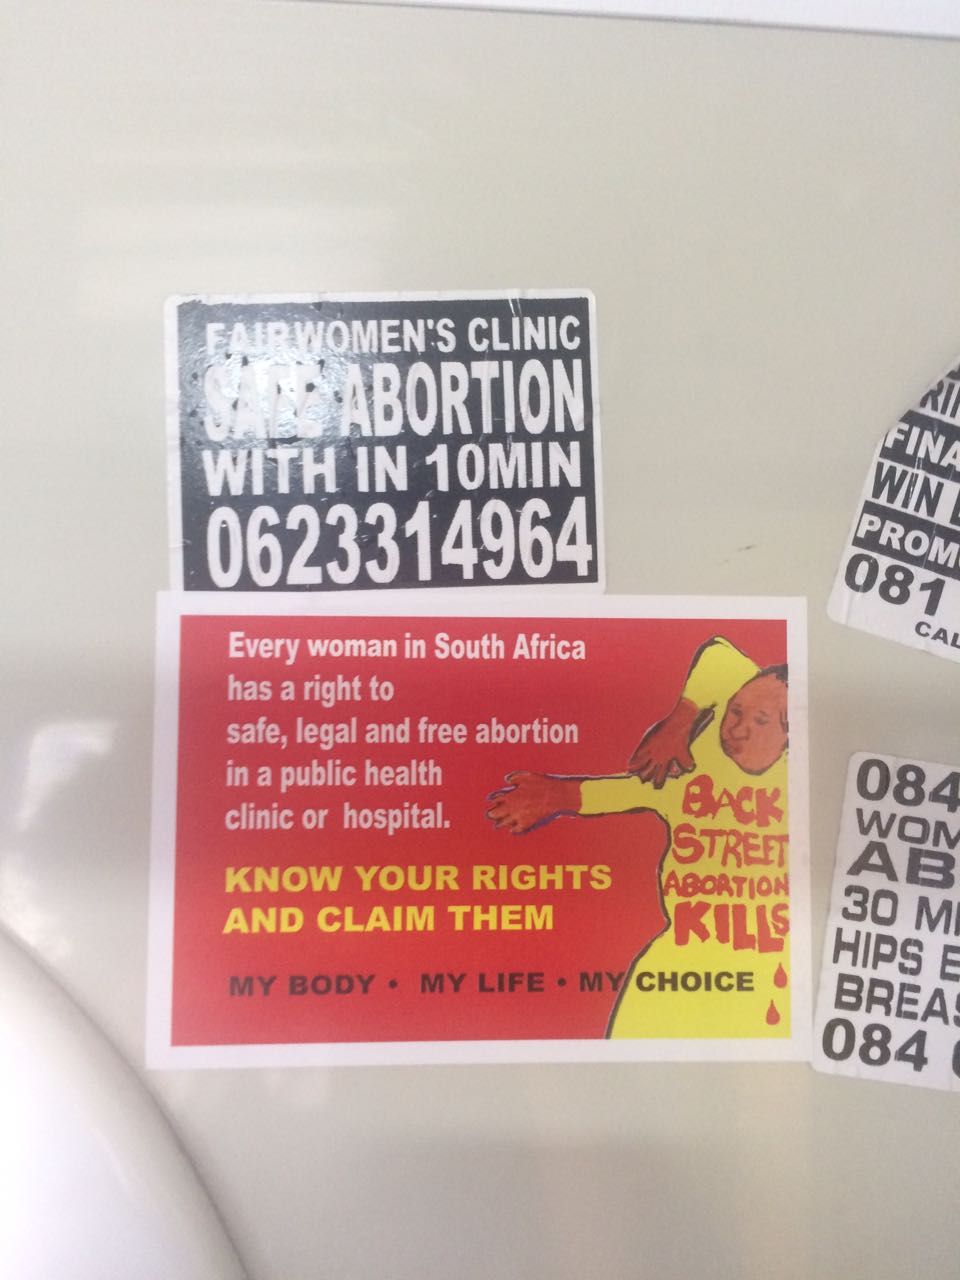 FAIRWOMEN'S CLINIC
SAFE ABORTION
WITH IN 10MIN
0623314964
Every woman in South Africa
has a right to
safe, legal and free abortion
in a public health
clinic or hospital.
KNOW YOUR RIGHTS
AND CLAIM THEM
MY BODY • MY LIFE • MY CHOICE
BACK
STREET
ABORTION
KILLS
FINA
WIN
PROM
081
CAL
084
WOM
AB
30 MI
HIPS
BREAS
084